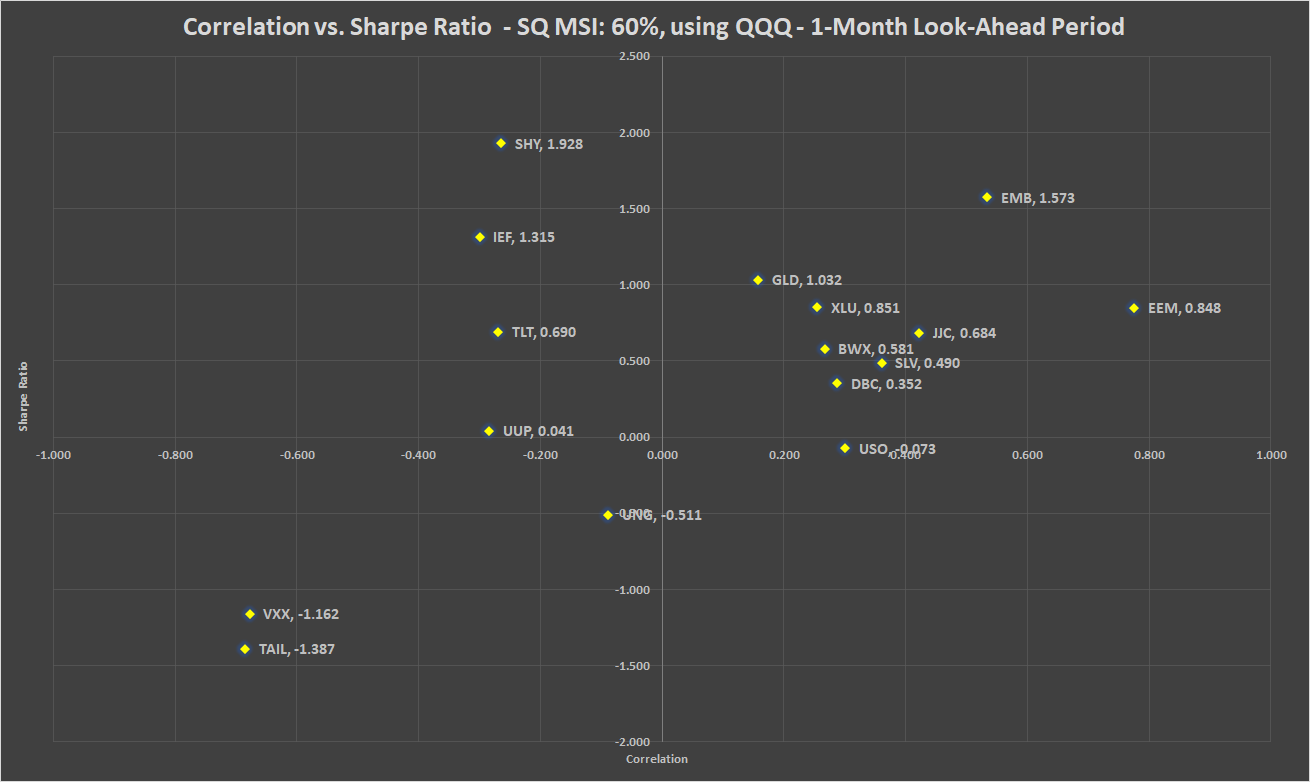 Correlation vs. Sharpe Ratio - SQ MSI: 60%, using QQQ - 1-Month Look-Ahead Period
2.500
2.000
SHY, 1.928
EMB, 1.573
1.500
IEF, 1.315
GLD, 1.032
1.000
XLU, 0.851
EEM, 0.848
TLT, 0.690
JJC, 0.684
BWX, 0.581
0.500
SLV, 0.490
DBC, 0.352
Sharpe Ratio
UUP, 0.041
0.000
USO, -0.073
-1.000 -0.800 -0.600 -0.400 -0.200 0.000 0.200 0.400 0.600 0.800 1.000
-0.500
UNG, -0.511
-1.000
VXX, -1.162
TAIL, -1.387
-1.500
-2.000
Correlation